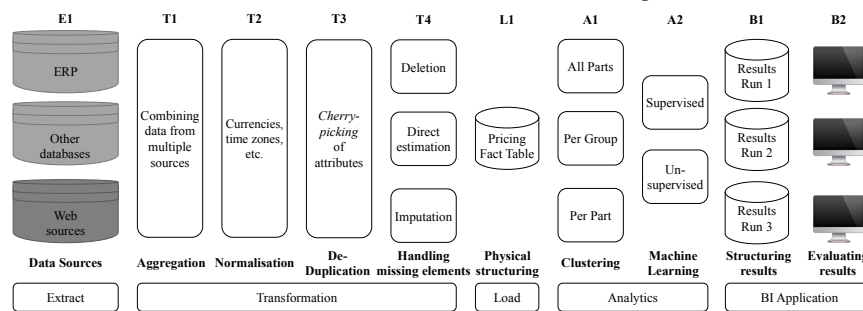 E1 T1 T2 T3 T4 L1 A1 A2 B1 B2
ERP
Other
databases
Web
sources
Combining
data from
multiple
sources
Currencies,
time zones,
etc.
Cherry-
picking
of
attributes
Deletion
Direct
estimation
Imputation
Pricing
Fact Table
All Parts
Per Group
Per Part
Supervised
Un-
supervised
Results
Run 1
Results
Run 2
Results
Run 3
Data Sources
Aggregation
Normalisation
De-
Duplication
Handling
missing elements
Physical
structuring
Clustering
Machine
Learning
Structuring
results
Evaluating
results
Extract
Transformation
Load
Analytics
BI Application